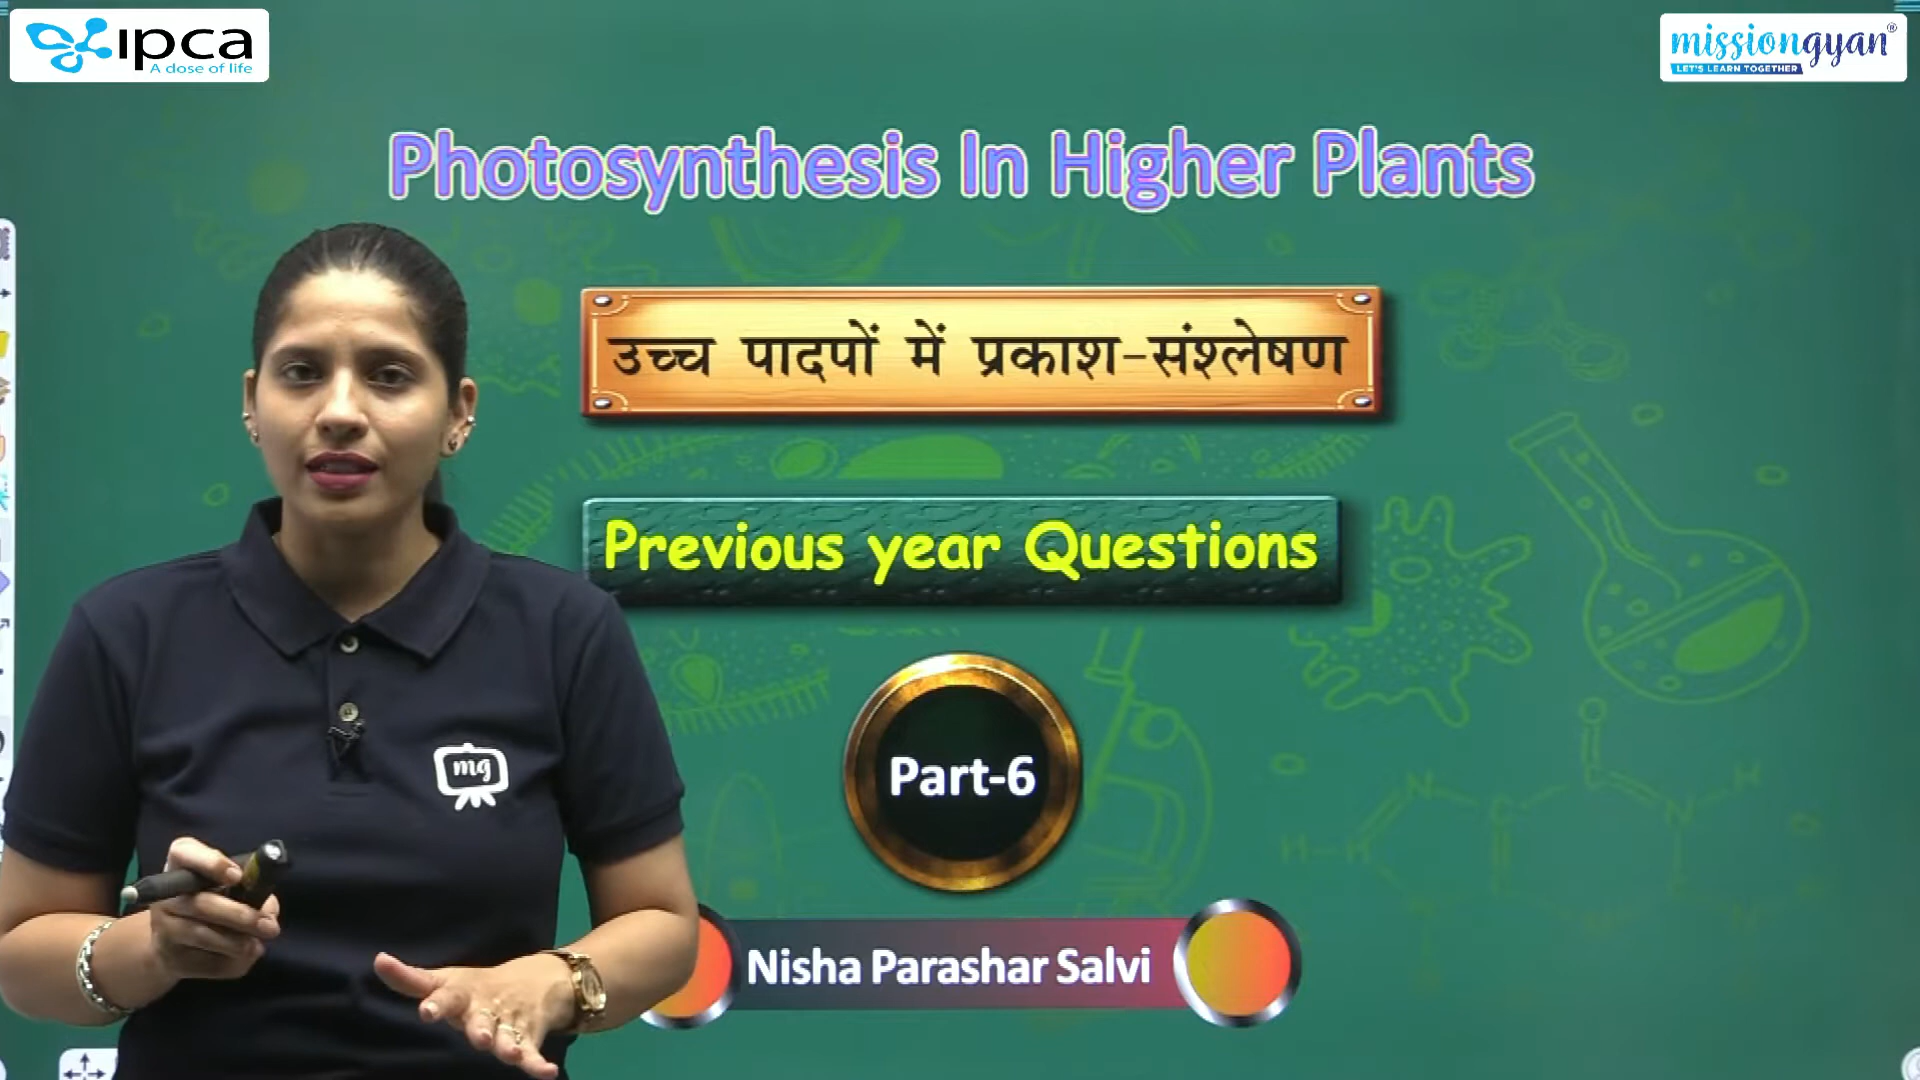 ipca
A dose of life
missiongyan®
LET'S LEARN TOGETHER
Photosynthesis In Higher Plants
उच्च पादपों में प्रकाश-संश्लेषण
Previous year Questions
mg
Part-6
Nisha Parashar Salvi